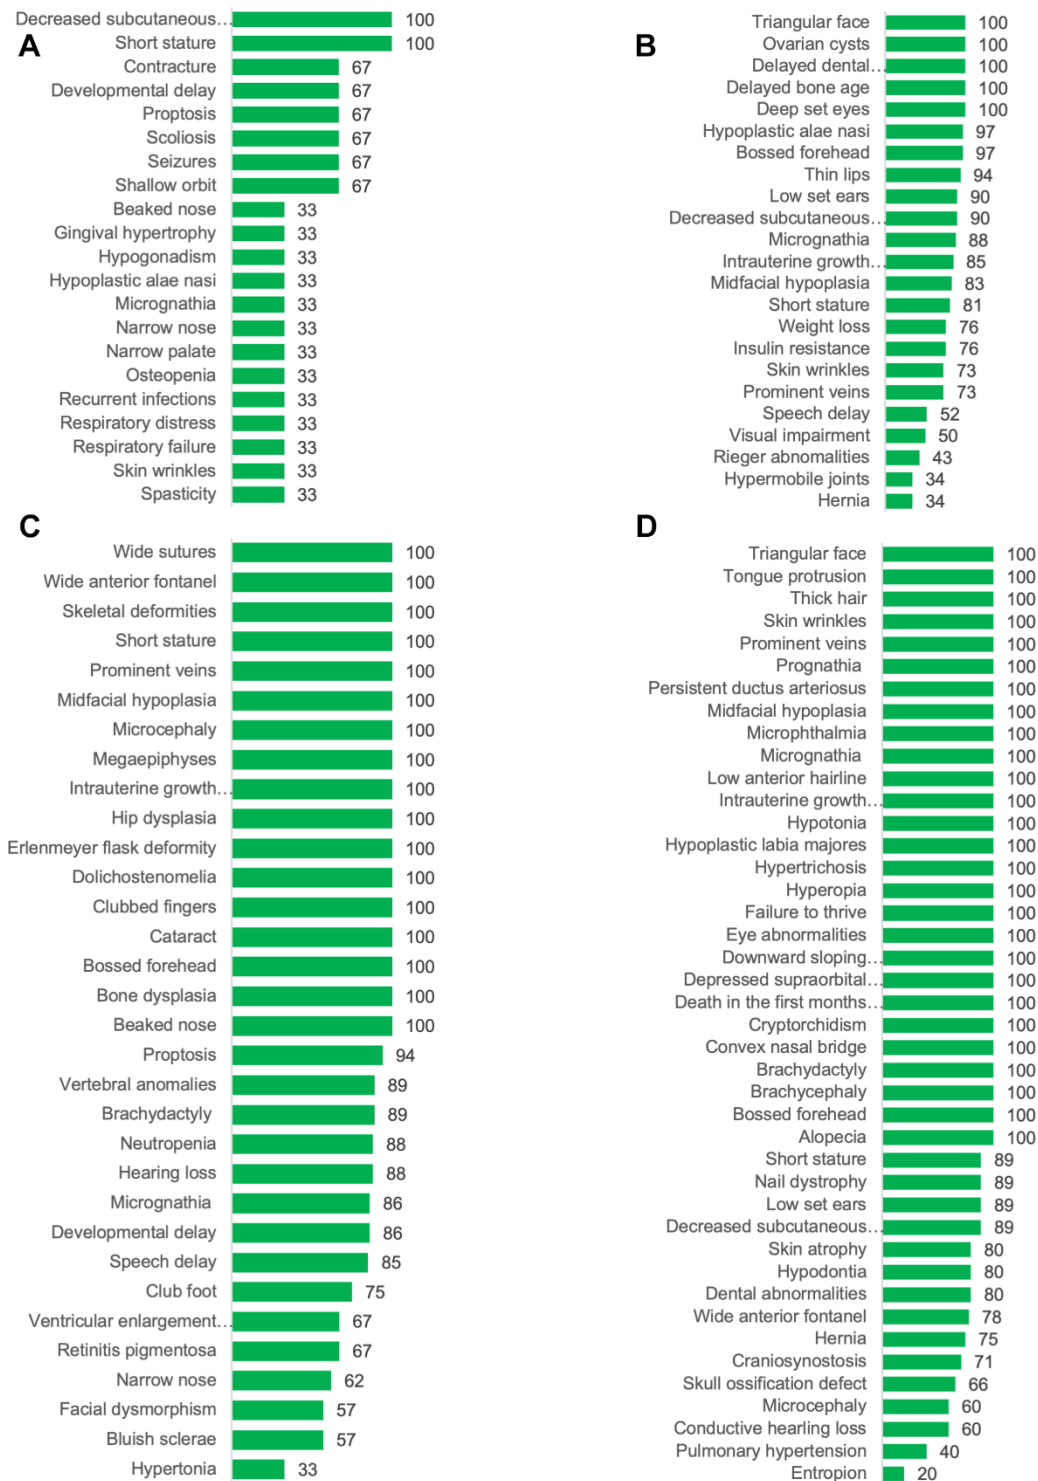 A
Decreased subcutaneous... 100
Short stature 100
Contracture 67
Developmental delay 67
Proptosis 67
Scoliosis 67
Seizures 67
Shallow orbit 67
Beaked nose 33
Gingival hypertrophy 33
Hypogonadism 33
Hypoplastic alae nasi 33
Micrognathia 33
Narrow nose 33
Narrow palate 33
Osteopenia 33
Recurrent infections 33
Respiratory distress 33
Respiratory failure 33
Skin wrinkles 33
Spasticity 33
B
Triangular face 100
Ovarian cysts 100
Delayed dental... 100
Delayed bone age 100
Deep set eyes 100
Hypoplastic alae nasi 97
Bossed forehead 97
Thin lips 94
Low set ears 90
Decreased subcutaneous... 90
Micrognathia 88
Intrauterine growth... 85
Midfacial hypoplasia 83
Short stature 81
Weight loss 76
Insulin resistance 76
Skin wrinkles 73
Prominent veins 73
Speech delay 52
Visual impairment 50
Rieger abnomalities 43
Hypermobile joints 34
Hernia 34
C
Wide sutures 100
Wide anterior fontanel 100
Skeletal deformities 100
Short stature 100
Prominent veins 100
Midfacial hypoplasia 100
Microcephaly 100
Megaepiphyses 100
Intrauterine growth... 100
Hip dysplasia 100
Erlenmeyer flask deformity 100
Dolichostenomelia 100
Clubbed fingers 100
Cataract 100
Bossed forehead 100
Bone dysplasia 100
Beaked nose 100
Proptosis 94
Vertebral anomalies 89
Brachydactyly 89
Neutropenia 88
Hearing loss 88
Micrognathia 86
Developmental delay 86
Speech delay 85
Club foot 75
Ventricular enlargement... 67
Retinitis pigmentosa 67
Narrow nose 62
Facial dysmorphism 57
Bluish sclerae 57
Hypertonia 33
D
Triangular face 100
Tongue protrusion 100
Thick hair 100
Skin wrinkles 100
Prominent veins 100
Prognathia 100
Persistent ductus arteriosus 100
Midfacial hypoplasia 100
Microphthalmia 100
Micrognathia 100
Low anterior hairline 100
Intrauterine growth... 100
Hypotonia 100
Hypoplastic labia majores 100
Hypertrichosis 100
Hyperopia 100
Failure to thrive 100
Eye abnormalities 100
Downward sloping... 100
Depressed supraorbital... 100
Death in the first months... 100
Cryptorchidism 100
Convex nasal bridge 100
Brachydactyly 100
Brachycephaly 100
Bossed forehead 100
Alopecia 100
Short stature 89
Nail dystrophy 89
Low set ears 89
Decreased subcutaneous... 89
Skin atrophy 80
Hypodontia 80
Dental abnormalities 80
Wide anterior fontanel 78
Hernia 75
Craniosynostosis 71
Skull ossification defect 66
Microcephaly 60
Conductive hearling loss 60
Pulmonary hypertension 40
Entropion 20